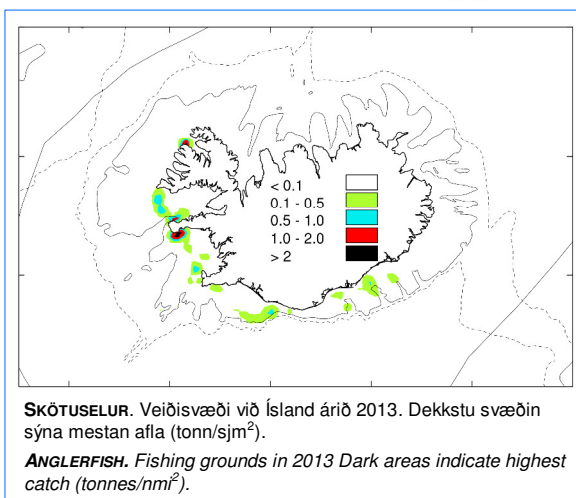 < 0.1
0.1 - 0.5
0.5 - 1.0
1.0 - 2.0
> 2
SKÖTUSELUR. Veiðisvæði við Ísland árið 2013. Dekkstu svæðin
sýna mestan afla (tonn/sjm²).
ANGLERFISH. Fishing grounds in 2013 Dark areas indicate highest
catch (tonnes/nmi²).